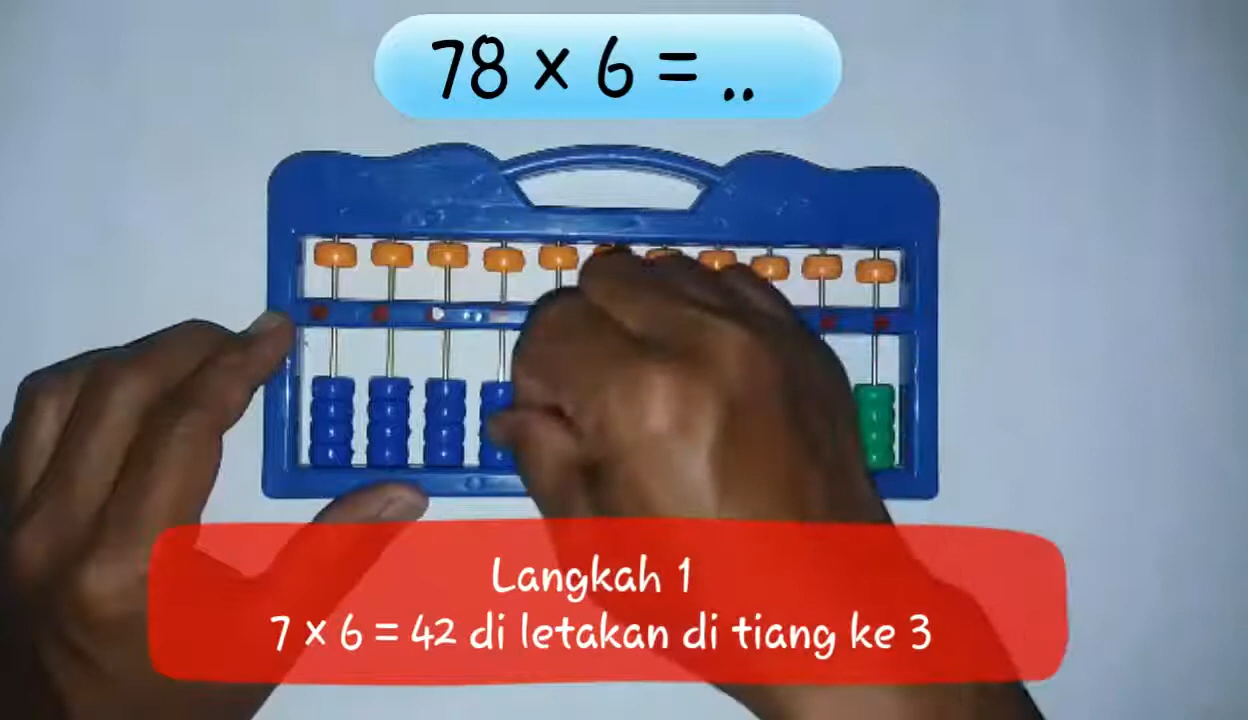 78 × 6 = ..
Langkah 1
7 × 6 = 42 di letakan di tiang ke 3